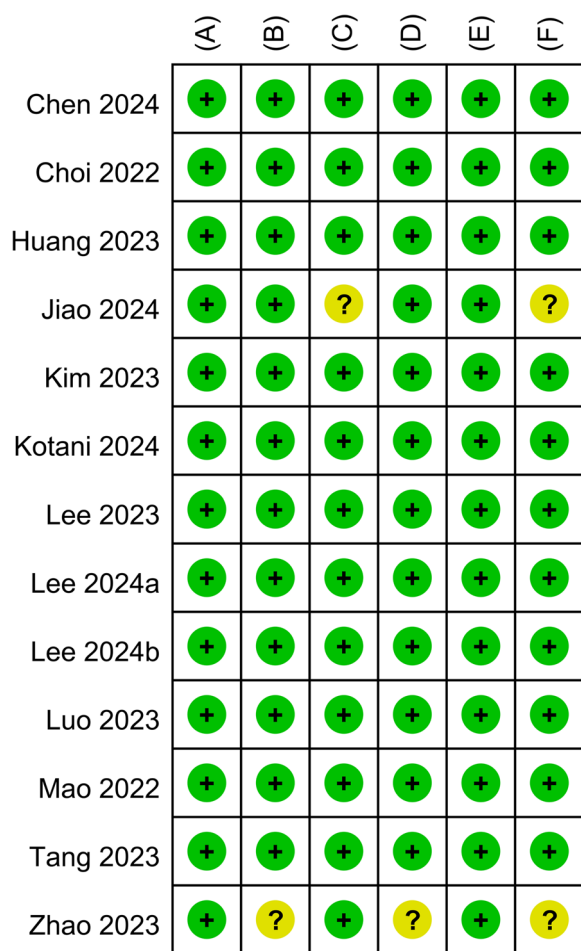 (A) (B) (C) (D) (E) (F)
Chen 2024 + + + + + +
Choi 2022 + + + + + +
Huang 2023 + + + + + +
Jiao 2024 + + ? + + ?
Kim 2023 + + + + + +
Kotani 2024 + + + + + +
Lee 2023 + + + + + +
Lee 2024a + + + + + +
Lee 2024b + + + + + +
Luo 2023 + + + + + +
Mao 2022 + + + + + +
Tang 2023 + + + + + +
Zhao 2023 + ? + ? + ?